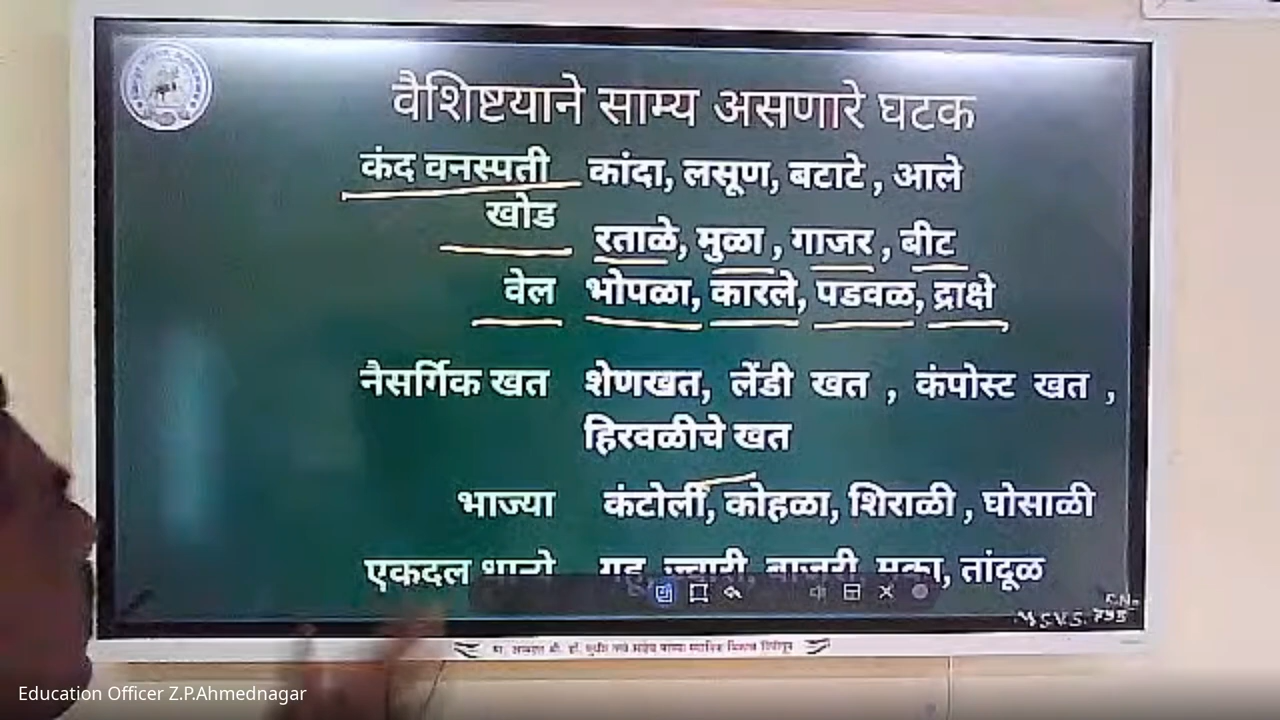 वैशिष्टयाने साम्य असणारे घटक
कंद वनस्पती कांदा, लसूण, बटाटे , आले
खोड रताळे, मुळा , गाजर , बीट
वेल भोपळा, कारले, पडवळ, द्राक्षे
नैसर्गिक खत शेणखत, लेंडी खत , कंपोस्ट खत ,
हिरवळीचे खत
भाज्या कंटोली, कोहळा, शिराळी , घोसाळी
एकदल तांदूळ
Education Officer Z.P.Ahmednagar